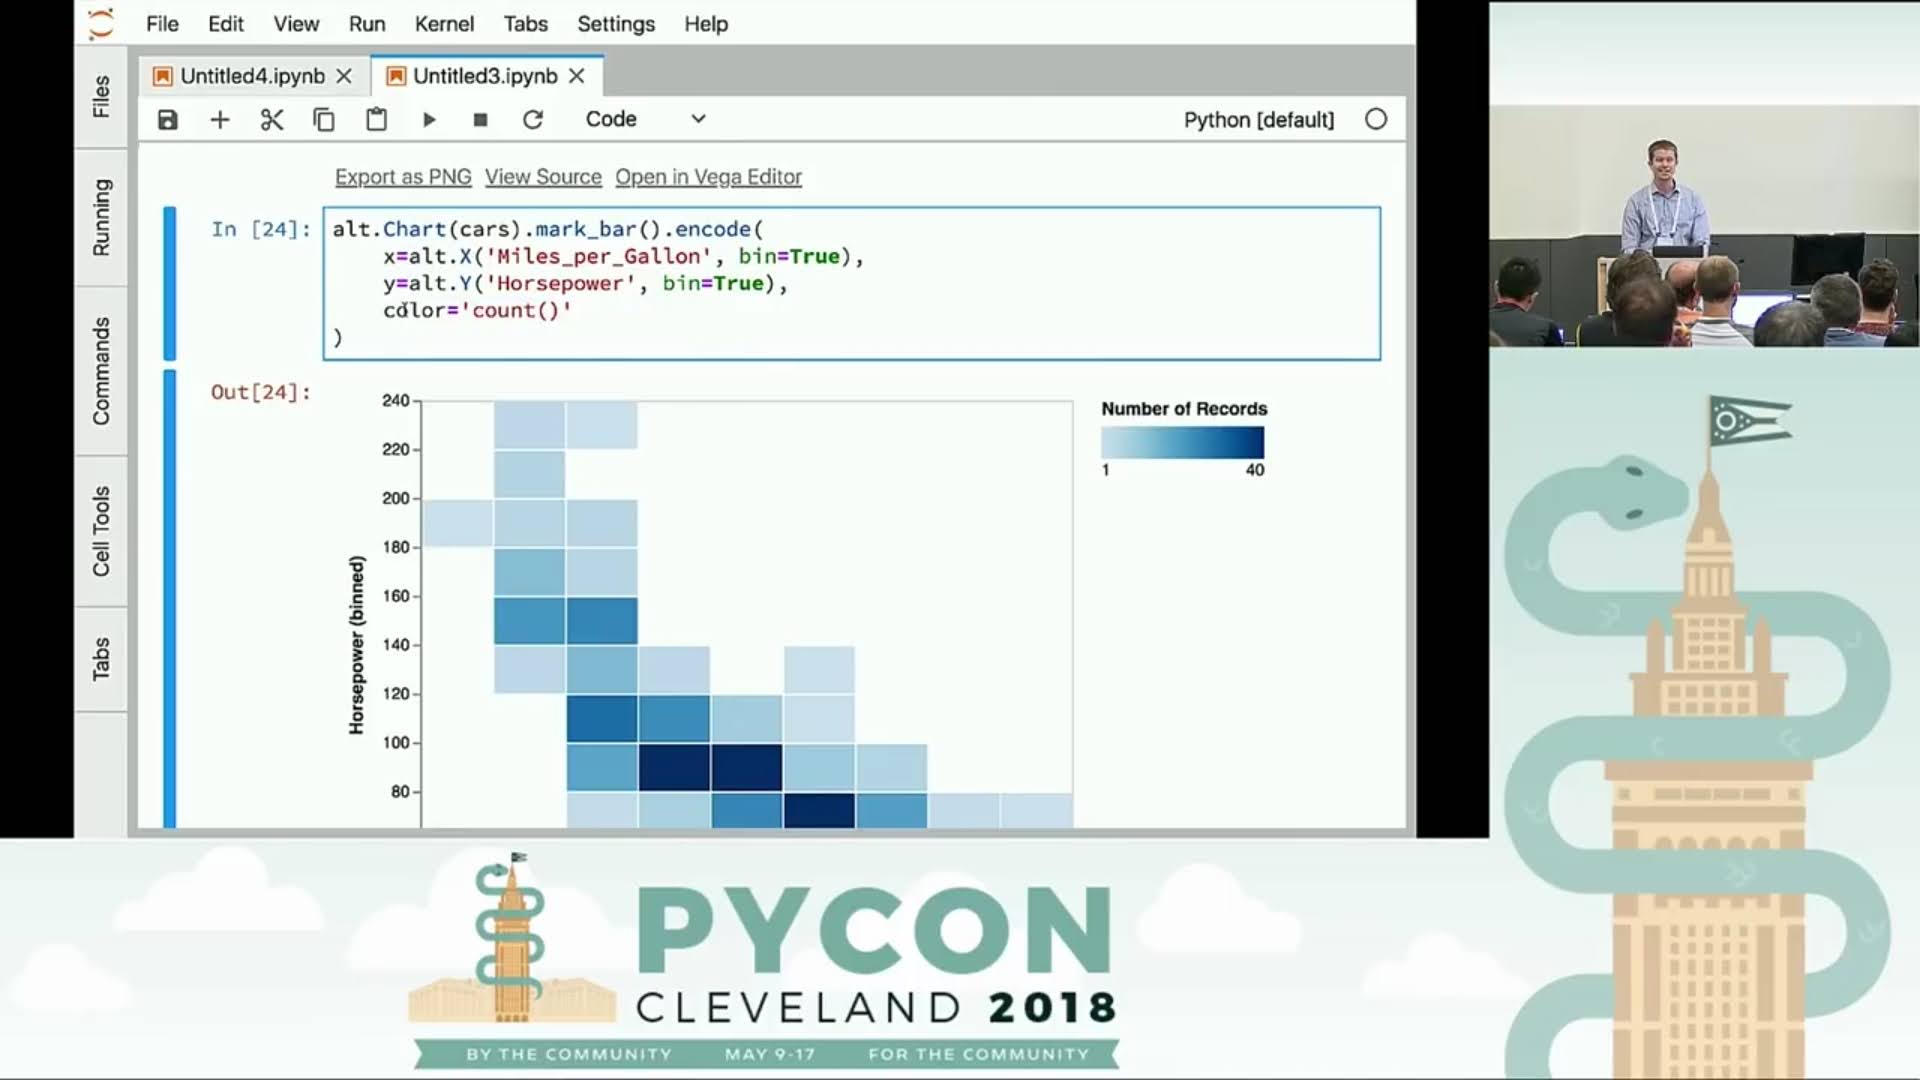 File Edit View Run Kernel Tabs Settings Help
Untitled4.ipynb Untitled3.ipynb
Code Python [default]
Files
Running
Commands
Cell Tools
Tabs
Export as PNG View Source Open in Vega Editor
In [24]:
alt.Chart(cars).mark_bar().encode(
x=alt.X('Miles_per_Gallon', bin=True),
y=alt.Y('Horsepower', bin=True),
color='count()'
)
Out[24]:
240
220
200
180
160
140
120
100
80
Horsepower (binned)
Number of Records
1 40
PYCON
CLEVELAND 2018
BY THE COMMUNITY MAY 9-17 FOR THE COMMUNITY